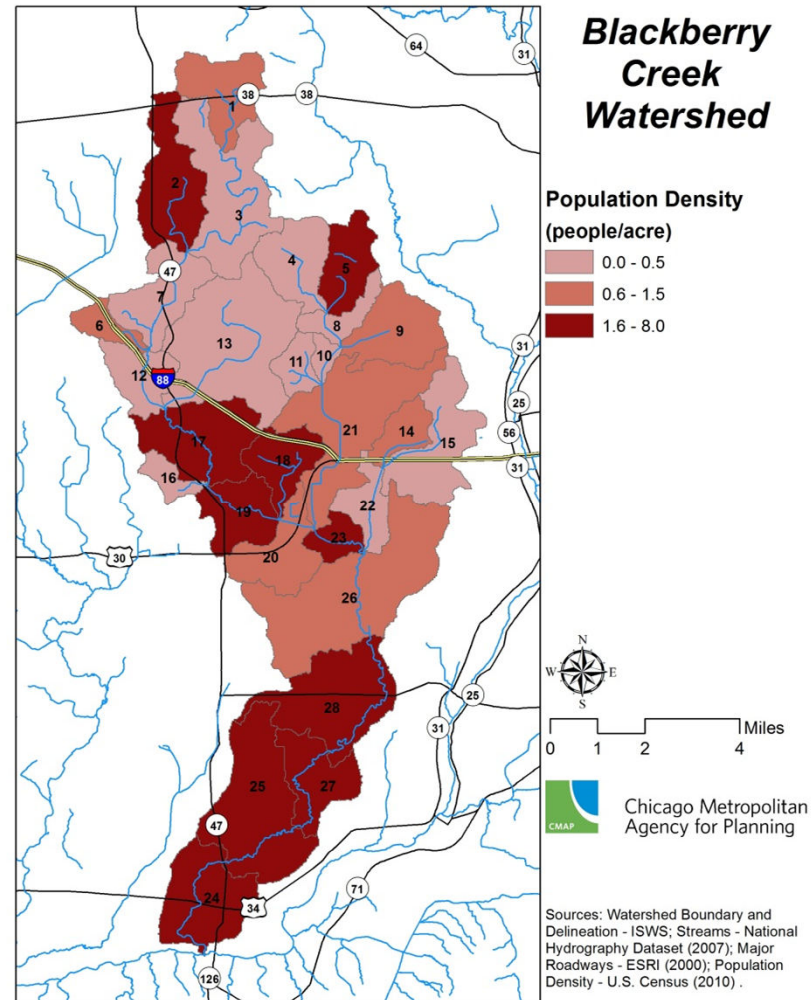 Blackberry
Creek
Watershed
Population Density
(people/acre)
0.0 - 0.5
0.6 - 1.5
1.6 - 8.0
64
31
38
38
1
2
3
47
4
5
7
8
6
9
13
10
11
31
12
88
25
21
14
15
56
17
31
18
16
22
19
23
30
20
26
N
W
E
S
25
28
31
Miles
0
1
2
4
25
27
CMAP
Chicago Metropolitan
Agency for Planning
47
71
24
34
126
Sources: Watershed Boundary and
Delineation - ISWS; Streams - National
Hydrography Dataset (2007); Major
Roadways - ESRI (2000); Population
Density - U.S. Census (2010) .